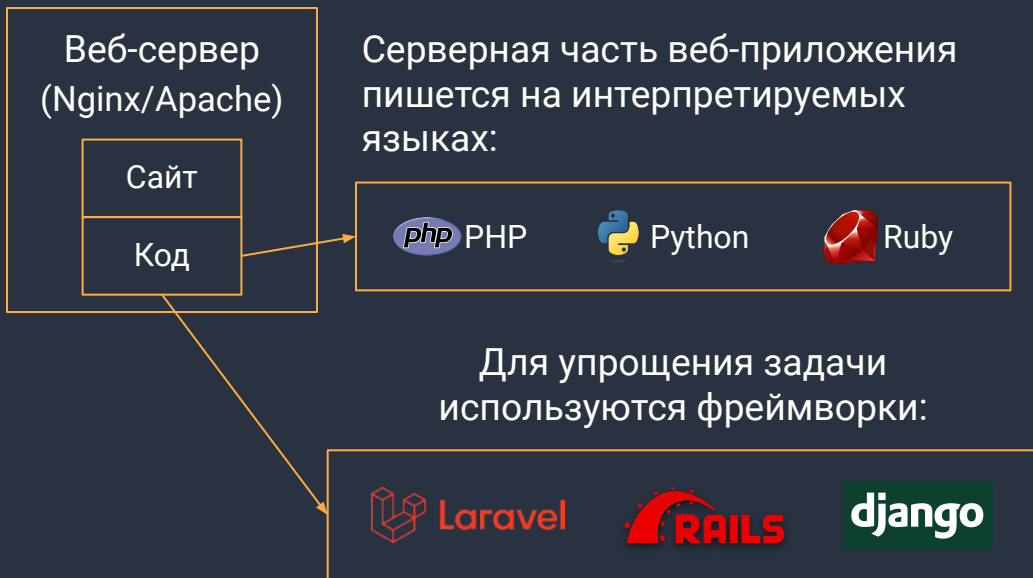 Веб-сервер
(Nginx/Apache)
Сайт
Код
Серверная часть веб-приложения
пишется на интерпретируемых
языках:
php PHP
Python
Ruby
Для упрощения задачи
используются фреймворки:
Laravel
RAILS
django